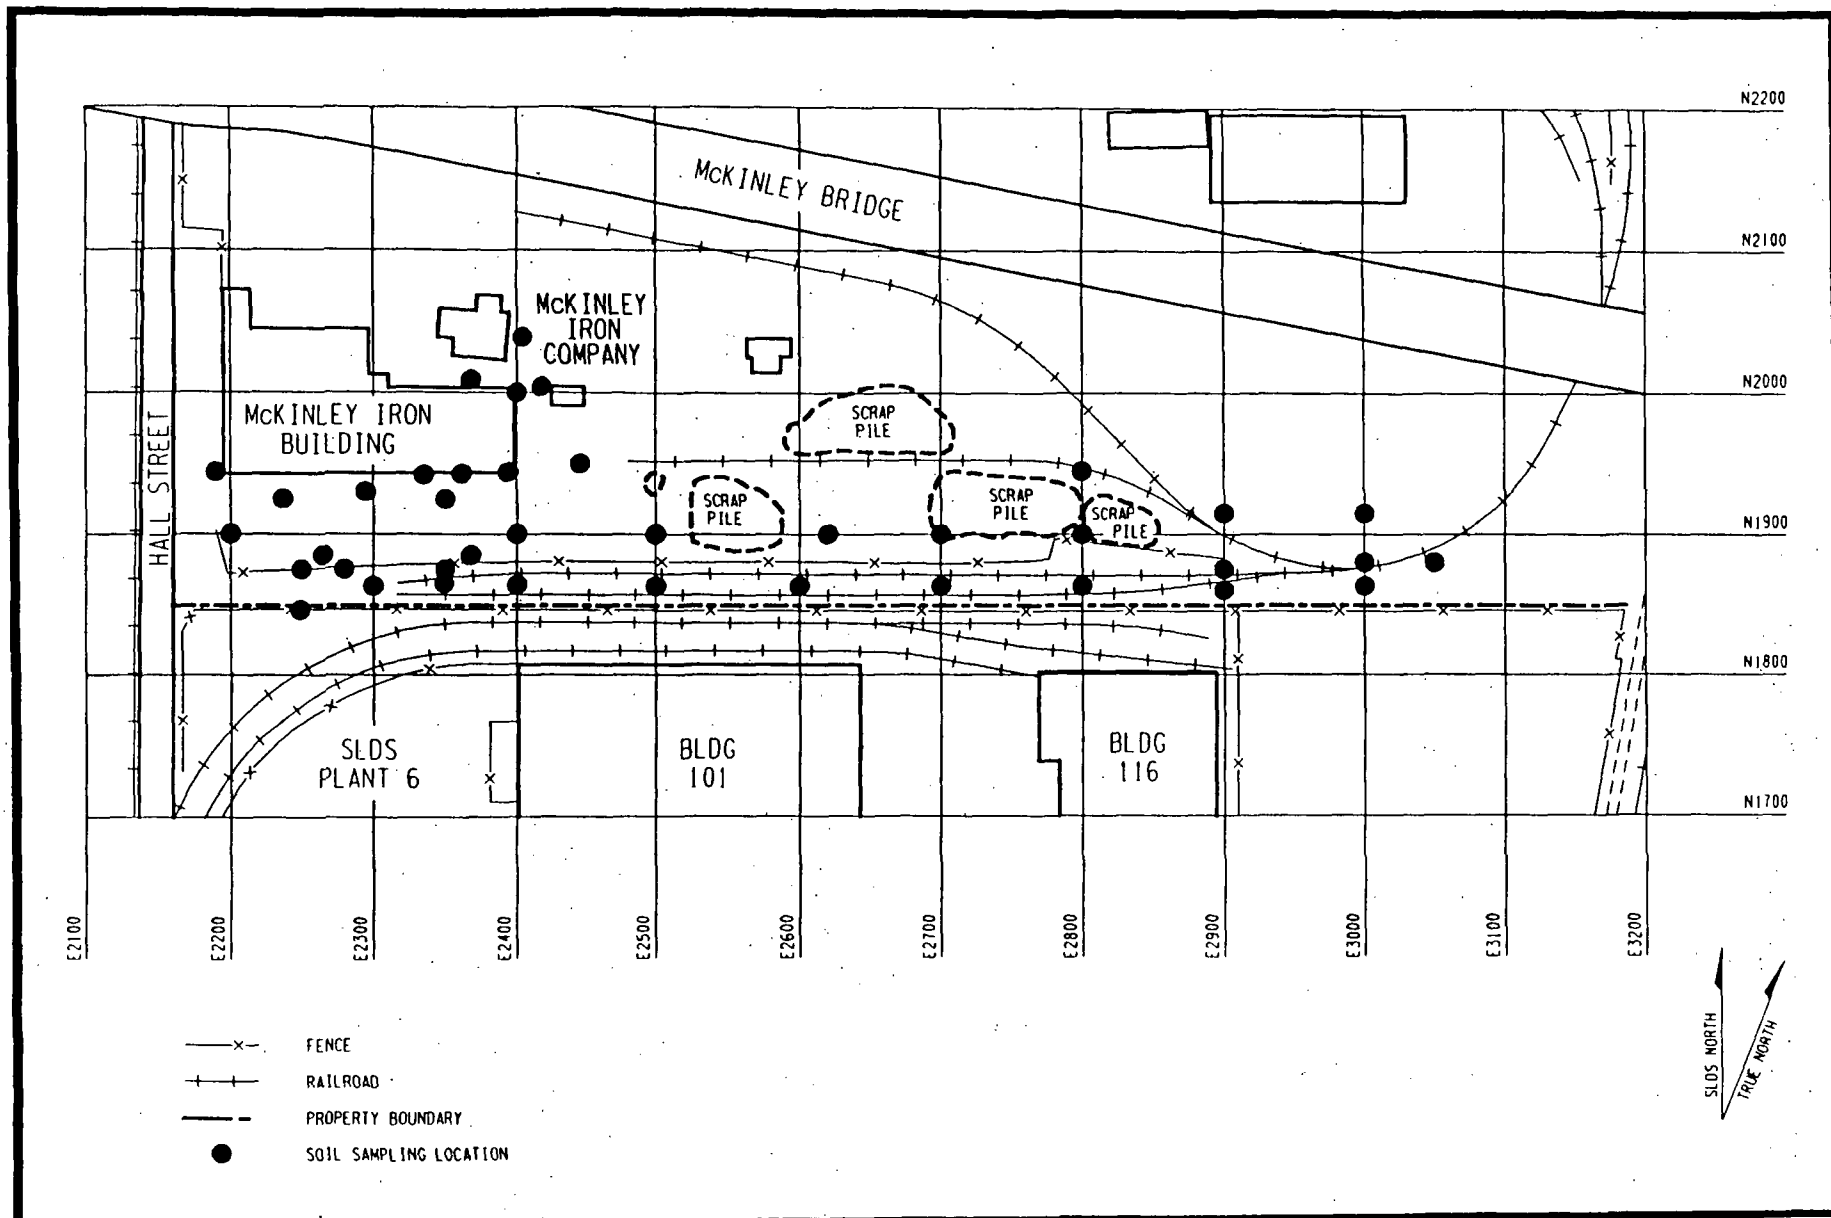 N2200
McKINLEY BRIDGE
N2100
McKINLEY
IRON
COMPANY
N2000
McKINLEY IRON
BUILDING
SCRAP
PILE
SCRAP
PILE
SCRAP
PILE
SCRAP
PILE
HALL STREET
N1900
N1800
SLDS
PLANT 6
BLDG
101
BLDG
116
N1700
E2100
E2200
E2300
E2400
E2500
E2600
E2700
E2800
E2900
E3000
E3100
E3200
SLDS NORTH
TRUE NORTH
FENCE
RAILROAD
PROPERTY BOUNDARY
SOIL SAMPLING LOCATION